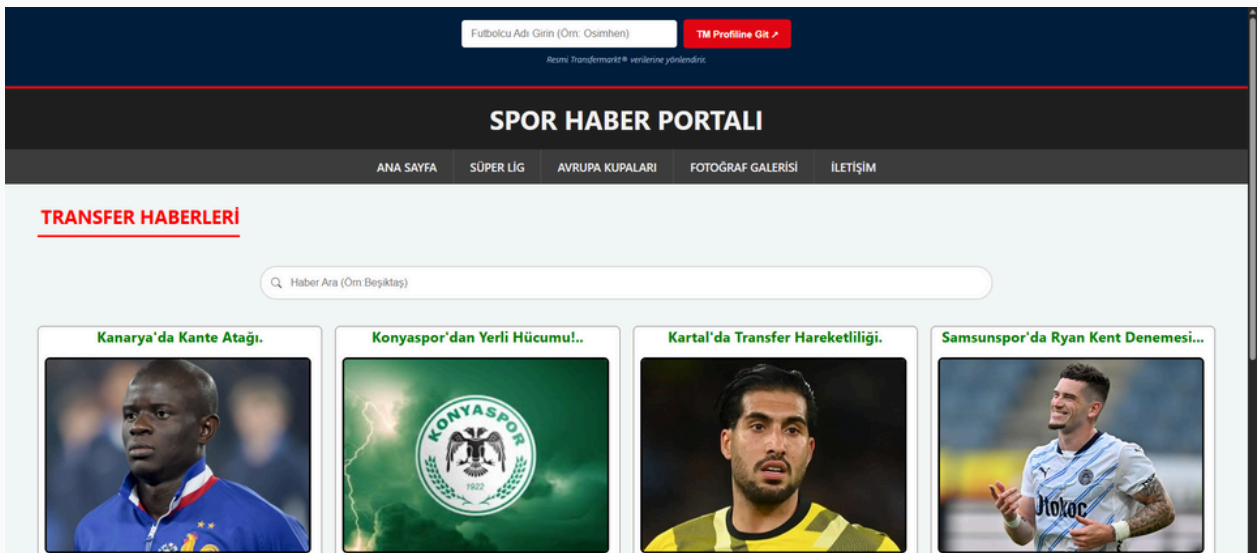 Futbolcu Adı Girin (Örn: Osimhen)
TM Profiline Git ↗
Resmi Transfermarkt® verilerine yönlendirir.
SPOR HABER PORTALI
ANA SAYFA SÜPER LİG AVRUPA KUPALARI FOTOĞRAF GALERİSİ İLETİŞİM
TRANSFER HABERLERİ
Haber Ara (Örn:Beşiktaş)
Kanarya'da Kante Atağı.
Konyaspor'dan Yerli Hücumu!..
Kartal'da Transfer Hareketliliği.
Samsunspor'da Ryan Kent Denemesi...
KONYASPOR
1922